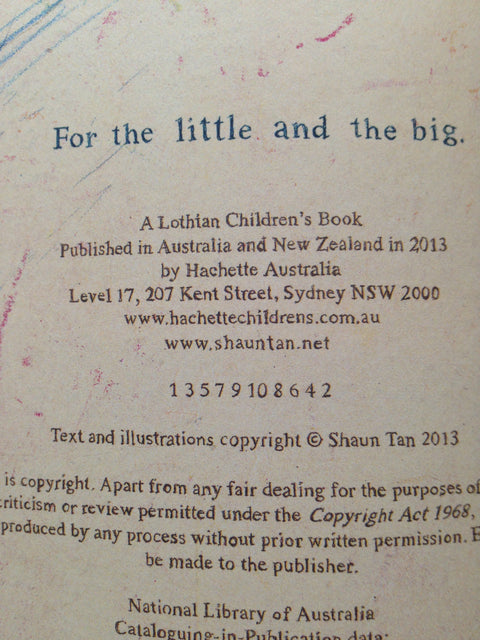 For the little and the big.
A Lothian Children's Book
Published in Australia and New Zealand in 2013
by Hachette Australia
Level 17, 207 Kent Street, Sydney NSW 2000
www.hachettechildrens.com.au
www.shauntan.net
1 3 5 7 9 10 8 6 4 2
Text and illustrations copyright © Shaun Tan 2013
is copyright. Apart from any fair dealing for the purposes of
criticism or review permitted under the Copyright Act 1968,
produced by any process without prior written permission.
be made to the publisher.
National Library of Australia
Cataloguing-in-Publication data: